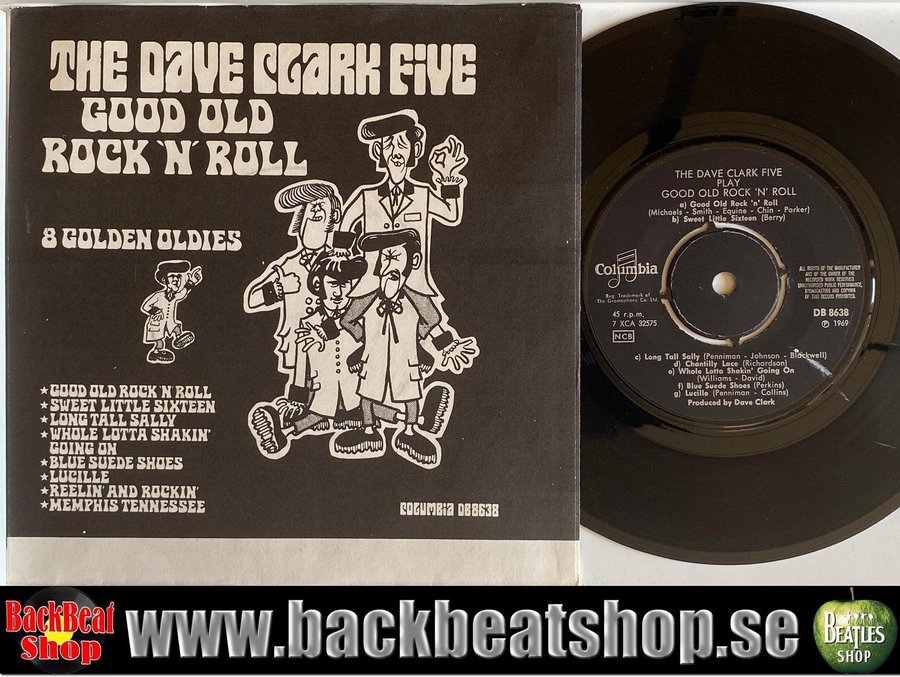 THE DAVE CLARK FIVE
GOOD OLD
ROCK 'N' ROLL
8 GOLDEN OLDIES
★GOOD OLD ROCK 'N' ROLL
★SWEET LITTLE SIXTEEN
★LONG TALL SALLY
★WHOLE LOTTA SHAKIN'
GOING ON
★BLUE SUEDE SHOES
★LUCILLE
★REELIN' AND ROCKIN'
★MEMPHIS TENNESSEE
COLUMBIA DB8638
THE DAVE CLARK FIVE
PLAY
GOOD OLD ROCK 'N' ROLL
a) Good Old Rock 'n' Roll
(Michaels - Smith - Equine - Chin - Parker)
b) Sweet Little Sixteen (Berry)
Columbia
Reg. Trademark of
The Gramophone Co. Ltd.
45 r.p.m.
7 XCA 32575
NCB
ALL RIGHTS OF THE MANUFACTURER
AND OF THE OWNER OF THE
RECORDED WORK RESERVED.
UNAUTHORISED PUBLIC PERFORMANCE,
BROADCASTING AND COPYING
OF THIS RECORD PROHIBITED.
DB 8638
℗ 1969
c) Long Tall Sally (Penniman - Johnson - Blackwell)
d) Chantilly Lace (Richardson)
e) Whole Lotta Shakin' Going On
(Williams - David)
f) Blue Suede Shoes (Perkins)
g) Lucille (Penniman - Collins)
Produced by Dave Clark
BackBeat
Shop
www.backbeatshop.se
BEATLES
SHOP